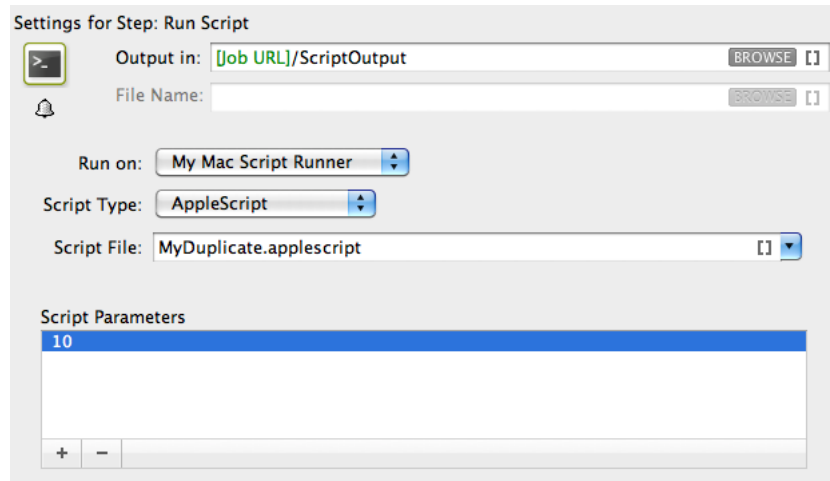 Settings for Step: Run Script
Output in: [Job URL]/ScriptOutput BROWSE []
File Name: BROWSE []
Run on: My Mac Script Runner
Script Type: AppleScript
Script File: MyDuplicate.applescript []
Script Parameters
10
+ −